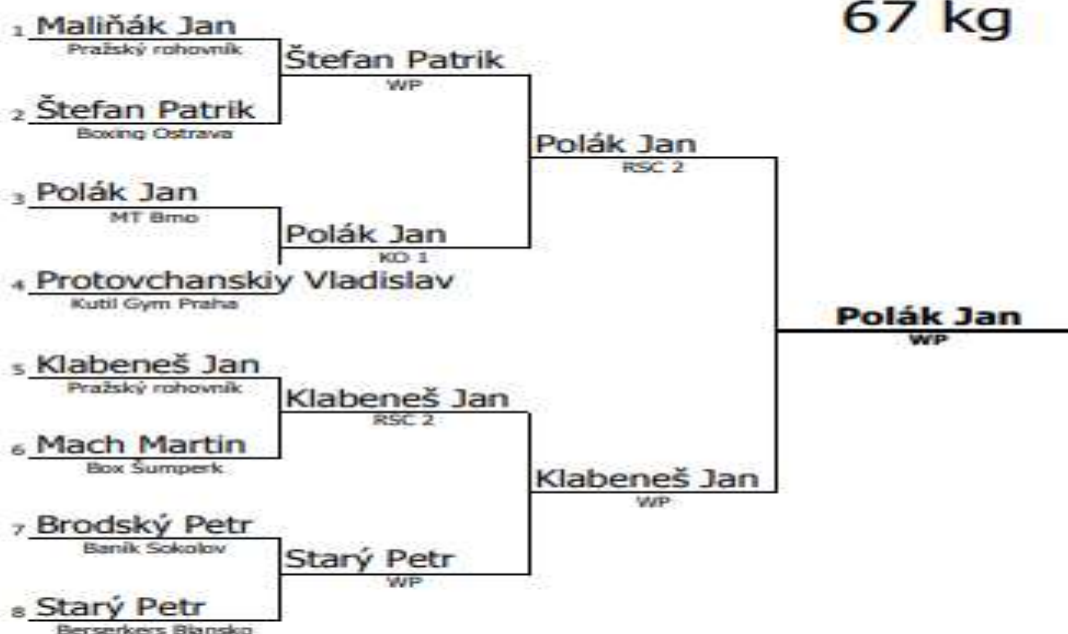 67 kg
1 Maliňák Jan
Pražský rohovník
Štefan Patrik
WP
2 Štefan Patrik
Boxing Ostrava
Polák Jan
RSC 2
3 Polák Jan
MT Brno
Polák Jan
KO 1
4 Protovchanskiy Vladislav
Kutil Gym Praha
Polák Jan
WP
5 Klabeneš Jan
Pražský rohovník
Klabeneš Jan
RSC 2
6 Mach Martin
Box Šumperk
Klabeneš Jan
WP
7 Brodský Petr
Baník Sokolov
Starý Petr
WP
8 Starý Petr
Berserkers Blansko